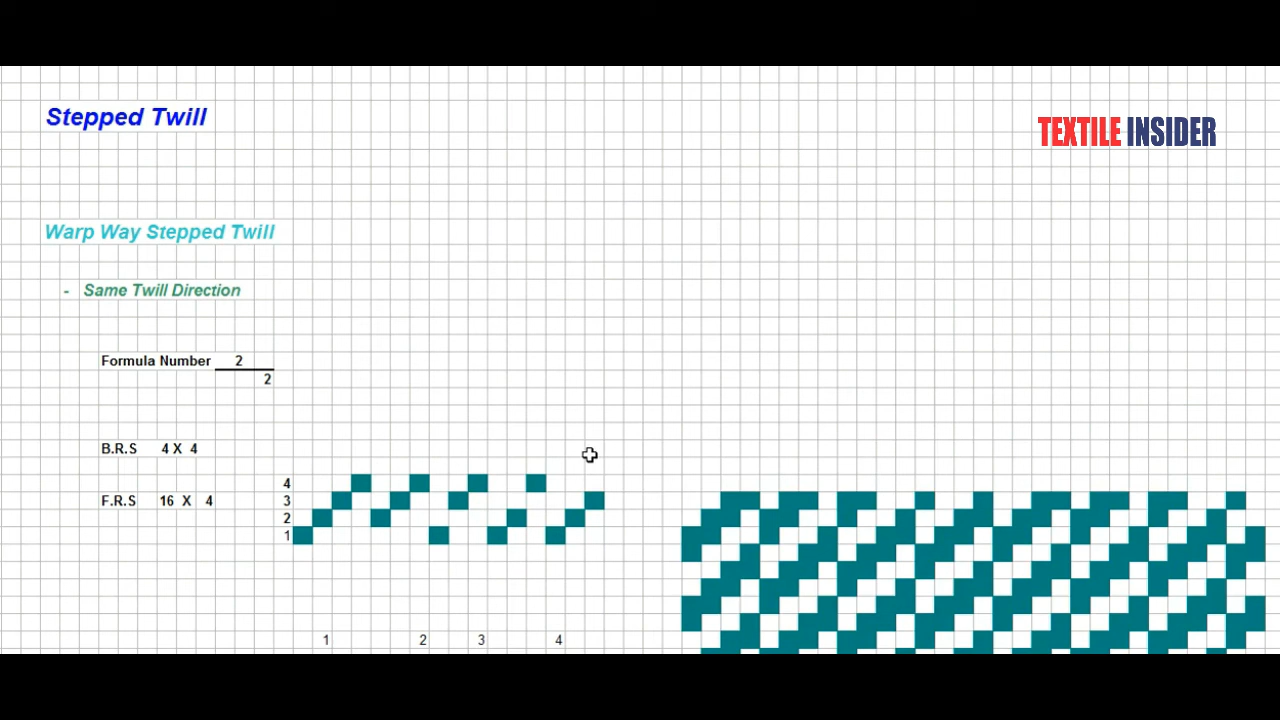 Stepped Twill
TEXTILE INSIDER
Warp Way Stepped Twill
- Same Twill Direction
Formula Number 2
2
B.R.S 4 X 4
4
F.R.S 16 X 4
3
2
1
1 2 3 4